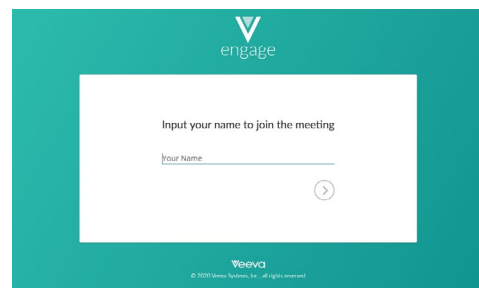 engage
Input your name to join the meeting
Your Name
Veeva
© 2020 Veeva Systems, Inc., all rights reserved